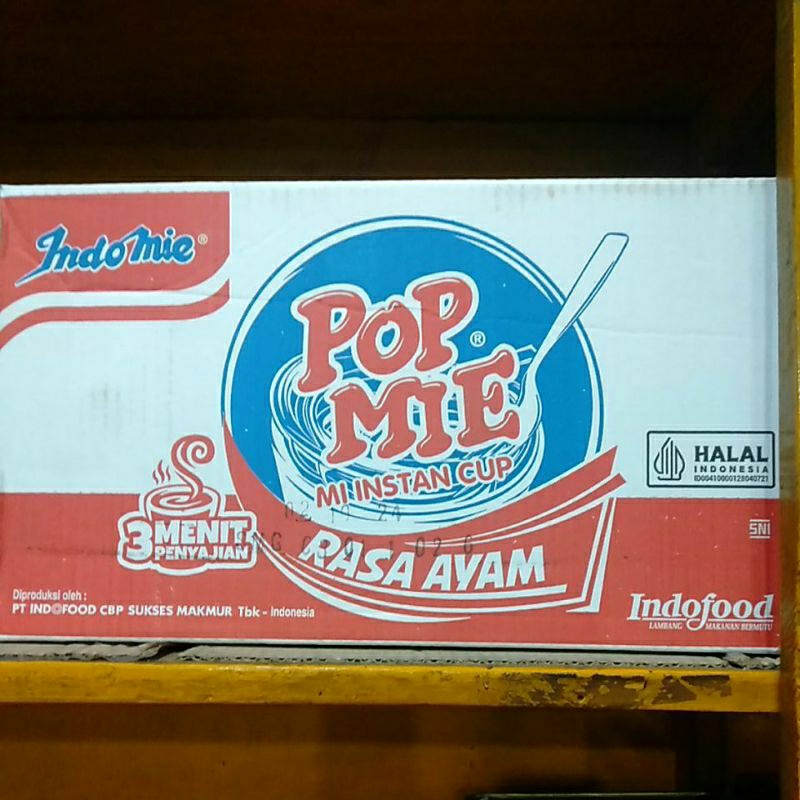 Indomie®
POP
MIE®
MI INSTAN CUP
RASA AYAM
3 MENIT
PENYAJIAN
HALAL
INDONESIA
ID00410000128040721
SNI
Diproduksi oleh :
PT INDOFOOD CBP SUKSES MAKMUR Tbk - Indonesia
Indofood
LAMBANG MAKANAN BERMUTU